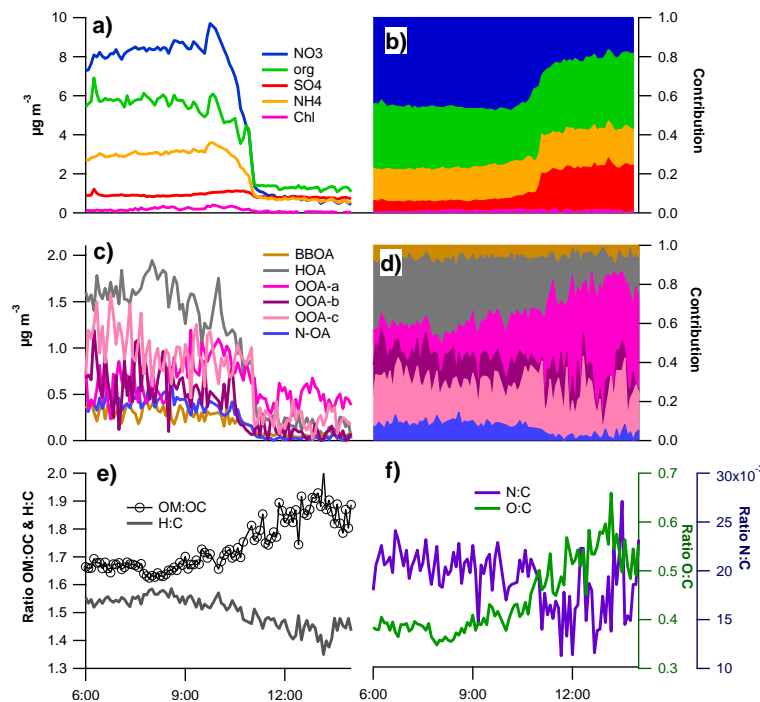 a)
10
8
6
4
2
0
µg m⁻³
NO3
org
SO4
NH4
Chl
b)
1.0
0.8
0.6
0.4
0.2
0.0
Contribution
c)
2.0
1.5
1.0
0.5
0.0
µg m⁻³
BBOA
HOA
OOA-a
OOA-b
OOA-c
N-OA
d)
1.0
0.8
0.6
0.4
0.2
0.0
Contribution
e)
2.0
1.9
1.8
1.7
1.6
1.5
1.4
1.3
Ratio OM:OC & H:C
OM:OC
H:C
6:00
9:00
12:00
f)
N:C
O:C
0.7
0.6
0.5
0.4
0.3
Ratio O:C
30x10⁻³
25
20
15
10
Ratio N:C
6:00
9:00
12:00